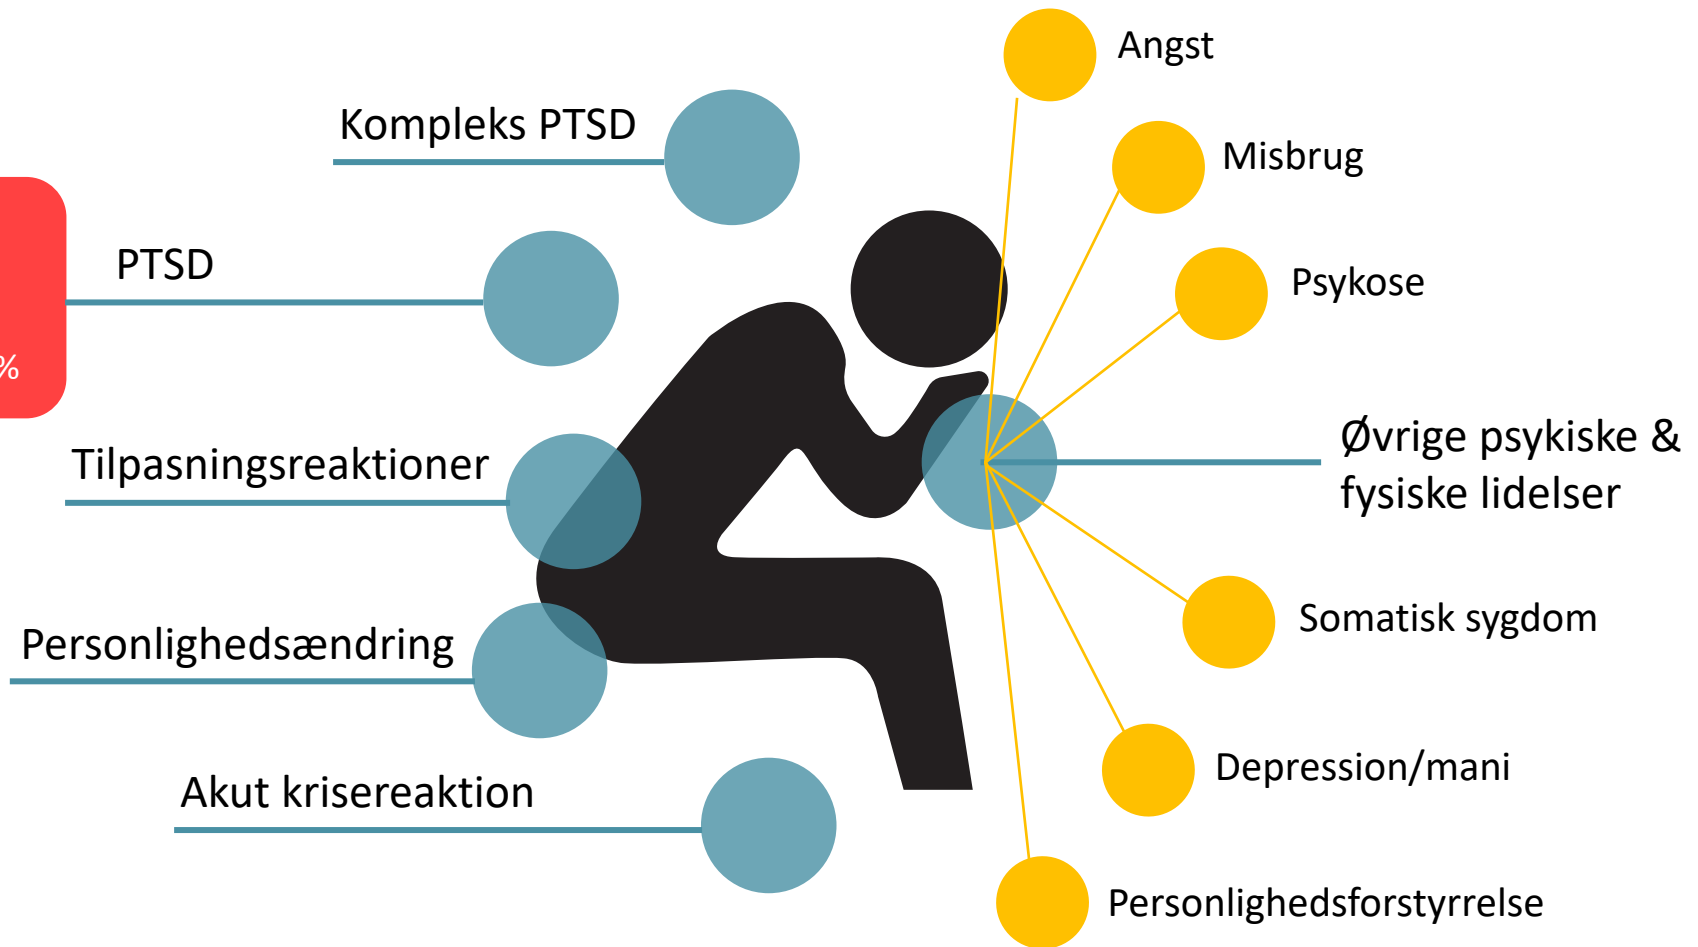 Kompleks PTSD
PTSD
%
Tilpasningsreaktioner
Personlighedsændring
Akut krisereaktion
Angst
Misbrug
Psykose
Øvrige psykiske &
fysiske lidelser
Somatisk sygdom
Depression/mani
Personlighedsforstyrrelse